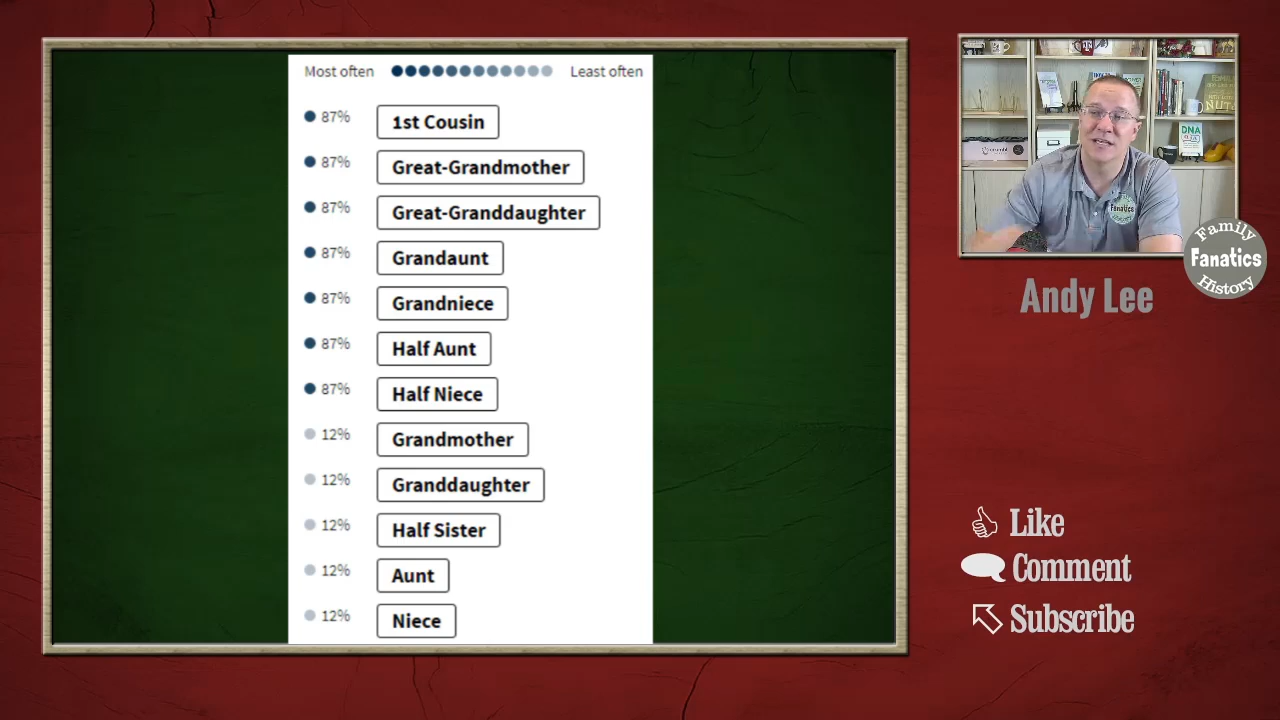 Most often
Least often
87% 1st Cousin
87% Great-Grandmother
87% Great-Granddaughter
87% Grandaunt
87% Grandniece
87% Half Aunt
87% Half Niece
12% Grandmother
12% Granddaughter
12% Half Sister
12% Aunt
12% Niece
DNA
Fanatics
Family
Fanatics
History
Andy Lee
Like
Comment
Subscribe